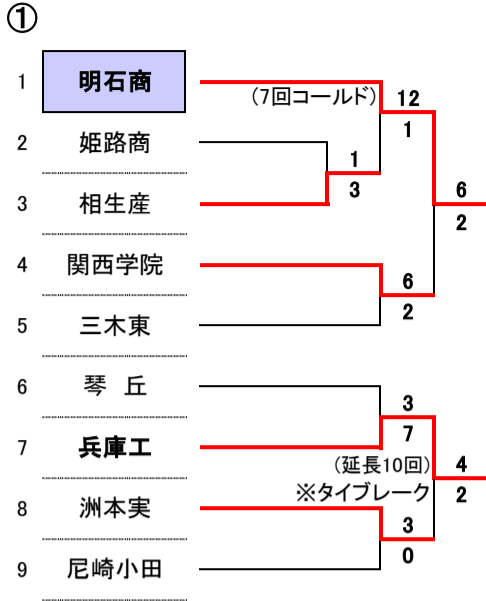 ①
1 明石商
(7回コールド) 12
1
2 姫路商
1
3
3 相生産
6
2
4 関西学院
6
2
5 三木東
6 琴 丘
3
7
7 兵庫工
(延長10回)
※タイブレーク
4
2
8 洲本実
3
0
9 尼崎小田